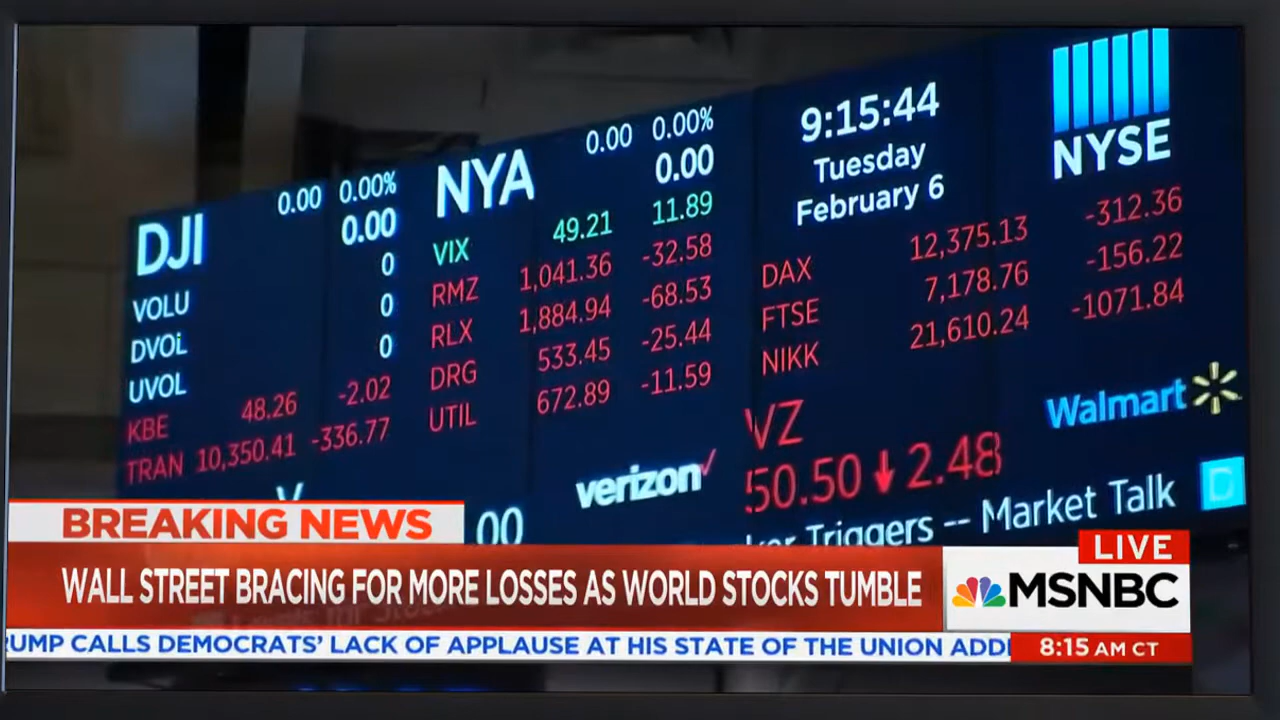 DJI 0.00 0.00%
0.00
VOLU 0
DVOL 0
UVOL 0
KBE 48.26 -2.02
TRAN 10,350.41 -336.77
NYA 0.00 0.00%
0.00
VIX 49.21 11.89
RMZ 1,041.36 -32.58
RLX 1,884.94 -68.53
DRG 533.45 -25.44
UTIL 672.89 -11.59
verizon
00
9:15:44
Tuesday
February 6
NYSE
DAX 12,375.13 -312.36
FTSE 7,178.76 -156.22
NIKK 21,610.24 -1071.84
VZ
50.50 2.48
Walmart
ker Triggers -- Market Talk
BREAKING NEWS
WALL STREET BRACING FOR MORE LOSSES AS WORLD STOCKS TUMBLE
LIVE
MSNBC
RUMP CALLS DEMOCRATS' LACK OF APPLAUSE AT HIS STATE OF THE UNION ADD
8:15 AM CT